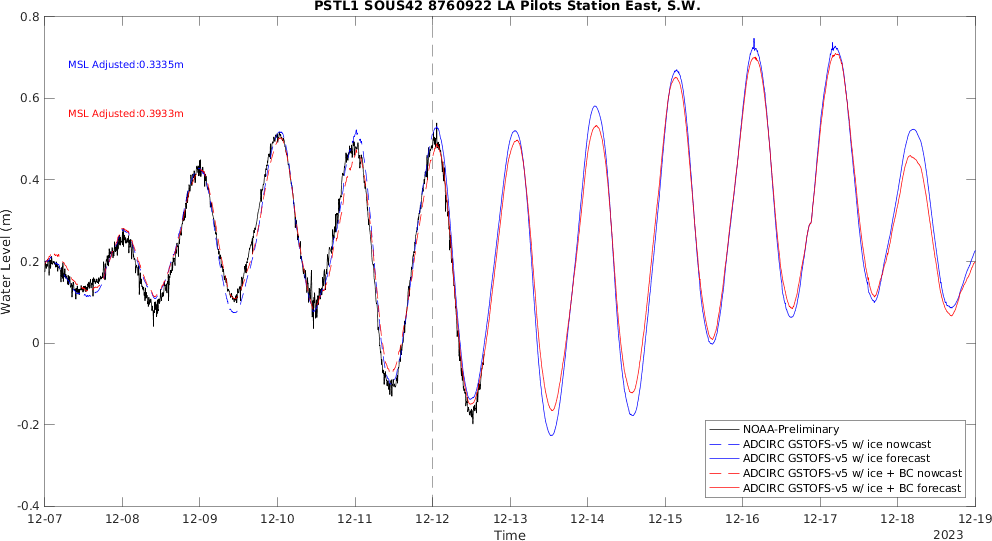 PSTL1 SOUS42 8760922 LA Pilots Station East, S.W.
0.8
0.6
0.4
0.2
0
-0.2
-0.4
Water Level (m)
MSL Adjusted:0.3335m
MSL Adjusted:0.3933m
NOAA-Preliminary
ADCIRC GSTOFS-v5 w/ ice nowcast
ADCIRC GSTOFS-v5 w/ ice forecast
ADCIRC GSTOFS-v5 w/ ice + BC nowcast
ADCIRC GSTOFS-v5 w/ ice + BC forecast
12-07 12-08 12-09 12-10 12-11 12-12 12-13 12-14 12-15 12-16 12-17 12-18 12-19
Time
2023